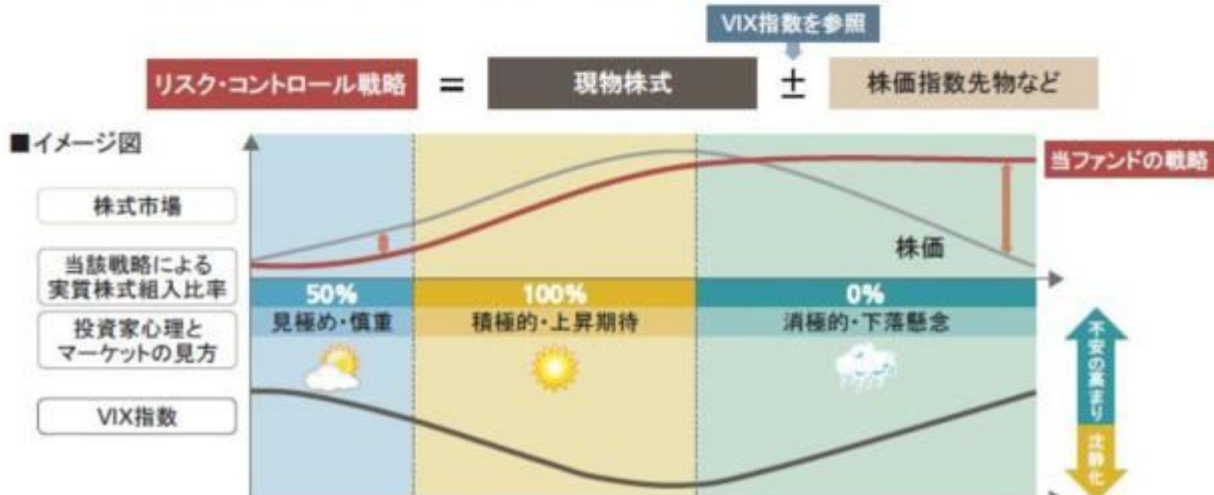 VIX指数を参照
リスク・コントロール戦略 = 現物株式 ± 株価指数先物など
■イメージ図
当ファンドの戦略
株式市場
株価
当該戦略による
実質株式組入比率
50% 100% 0%
投資家心理と
マーケットの見方
見極め・慎重 積極的・上昇期待 消極的・下落懸念
VIX指数
不安の高まり
沈静化